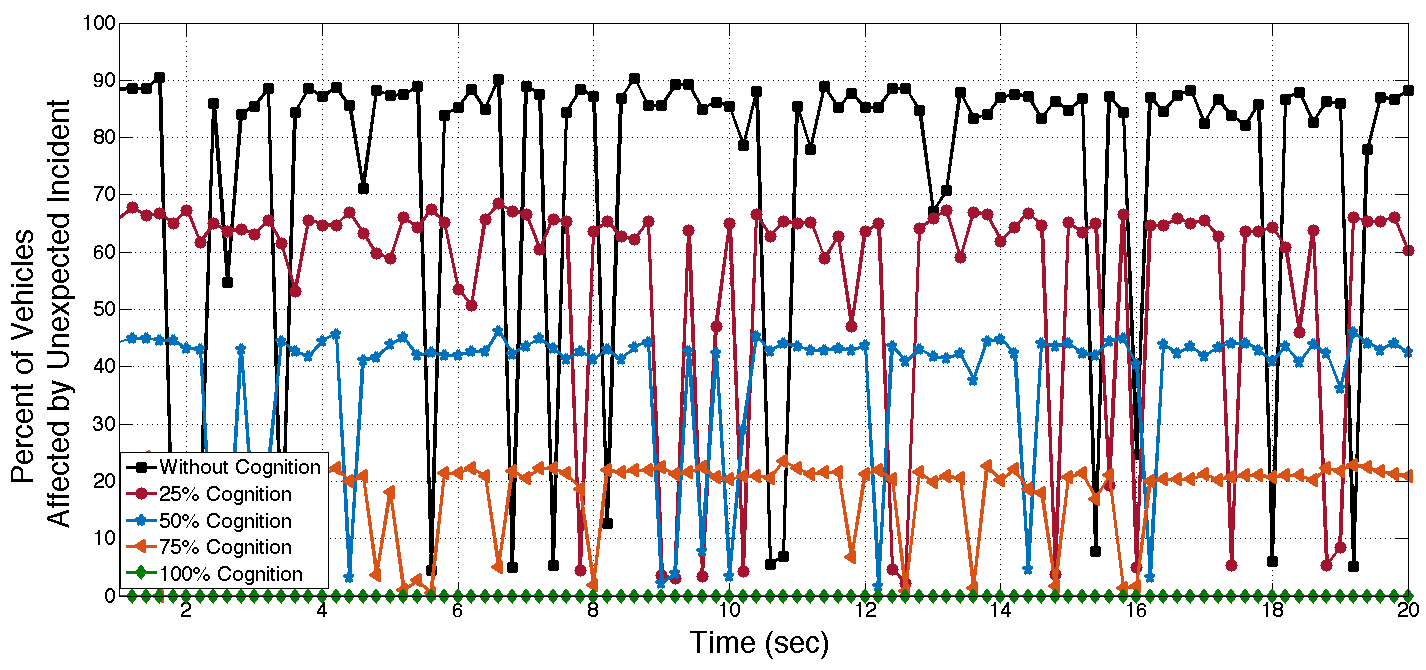 100
90
80
70
60
50
40
30
20
10
0
Percent of Vehicles
Affected by Unexpected Incident
Without Cognition
25% Cognition
50% Cognition
75% Cognition
100% Cognition
2 4 6 8 10 12 14 16 18 20
Time (sec)